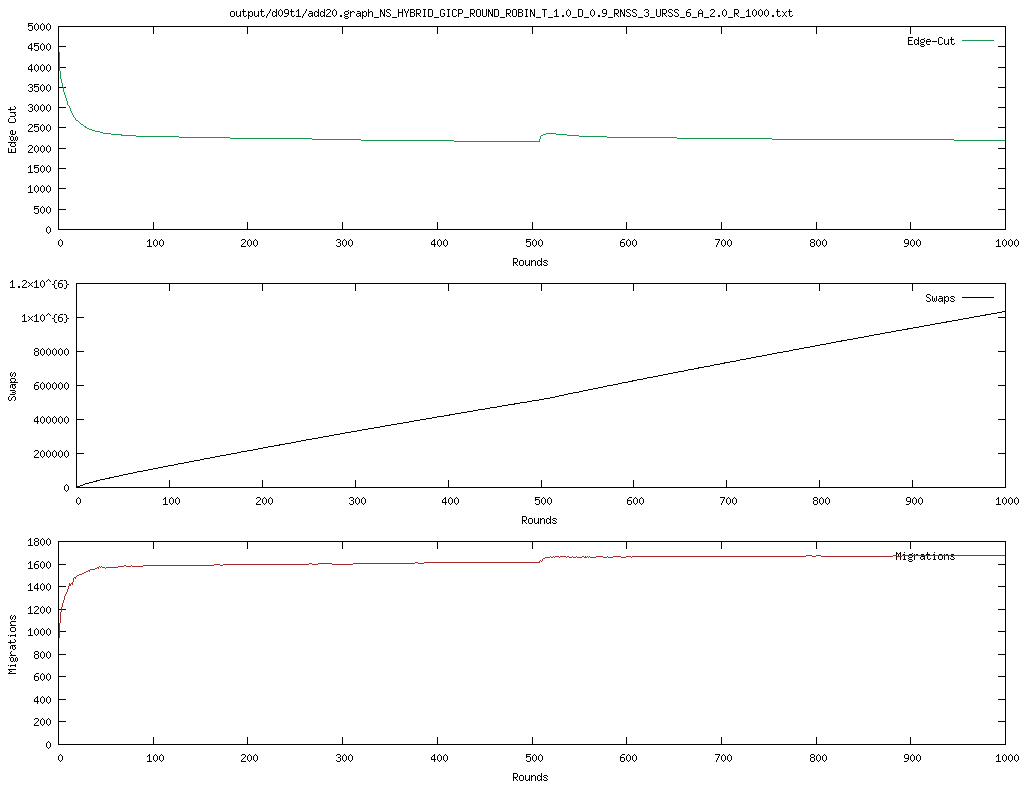 output/d09t1/add20.graph_NS_HYBRID_GICP_ROUND_ROBIN_T_1.0_D_0.9_RNSS_3_URSS_6_A_2.0_R_1000.txt
5000
4500
4000
3500
3000
2500
2000
1500
1000
500
0
Edge Cut
Edge-Cut
0 100 200 300 400 500 600 700 800 900 1000
Rounds
1.2×10^{6}
1×10^{6}
800000
600000
400000
200000
0
Swaps
Swaps
0 100 200 300 400 500 600 700 800 900 1000
Rounds
1800
1600
1400
1200
1000
800
600
400
200
0
Migrations
Migrations
0 100 200 300 400 500 600 700 800 900 1000
Rounds